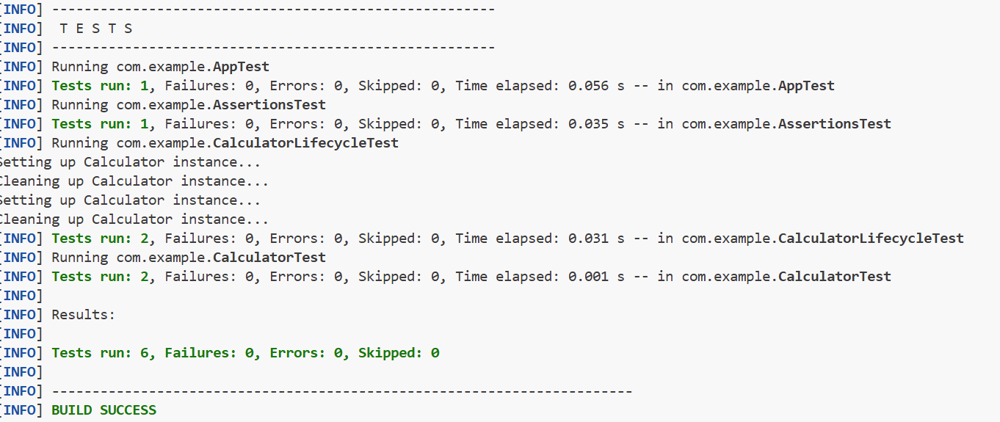 [INFO] -------------------------------------------------------
[INFO]  T E S T S
[INFO] -------------------------------------------------------
[INFO] Running com.example.AppTest
[INFO] Tests run: 1, Failures: 0, Errors: 0, Skipped: 0, Time elapsed: 0.056 s -- in com.example.AppTest
[INFO] Running com.example.AssertionsTest
[INFO] Tests run: 1, Failures: 0, Errors: 0, Skipped: 0, Time elapsed: 0.035 s -- in com.example.AssertionsTest
[INFO] Running com.example.CalculatorLifecycleTest
Setting up Calculator instance...
Cleaning up Calculator instance...
Setting up Calculator instance...
Cleaning up Calculator instance...
[INFO] Tests run: 2, Failures: 0, Errors: 0, Skipped: 0, Time elapsed: 0.031 s -- in com.example.CalculatorLifecycleTest
[INFO] Running com.example.CalculatorTest
[INFO] Tests run: 2, Failures: 0, Errors: 0, Skipped: 0, Time elapsed: 0.001 s -- in com.example.CalculatorTest
[INFO]
[INFO] Results:
[INFO]
[INFO] Tests run: 6, Failures: 0, Errors: 0, Skipped: 0
[INFO]
[INFO] ------------------------------------------------------------------------
[INFO] BUILD SUCCESS